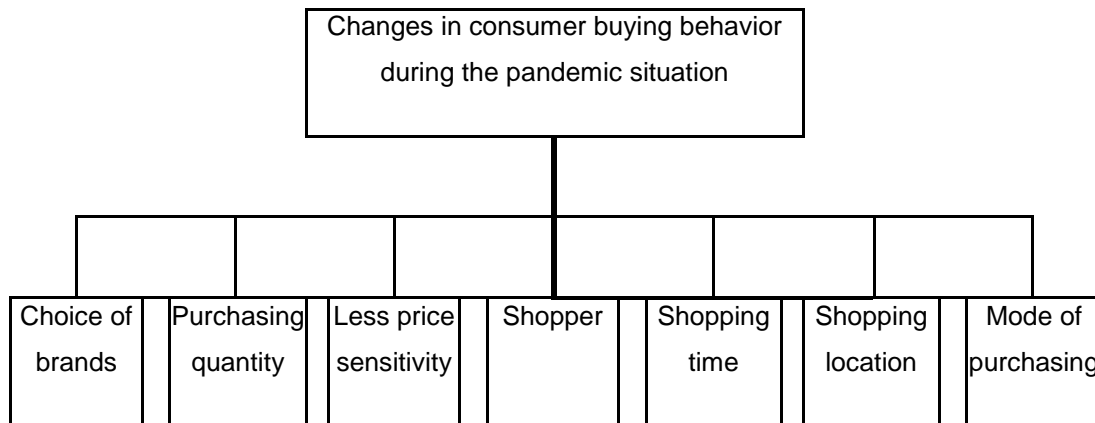 Changes in consumer buying behavior
during the pandemic situation
Choice of
brands
Purchasing
quantity
Less price
sensitivity
Shopper
Shopping
time
Shopping
location
Mode of
purchasing